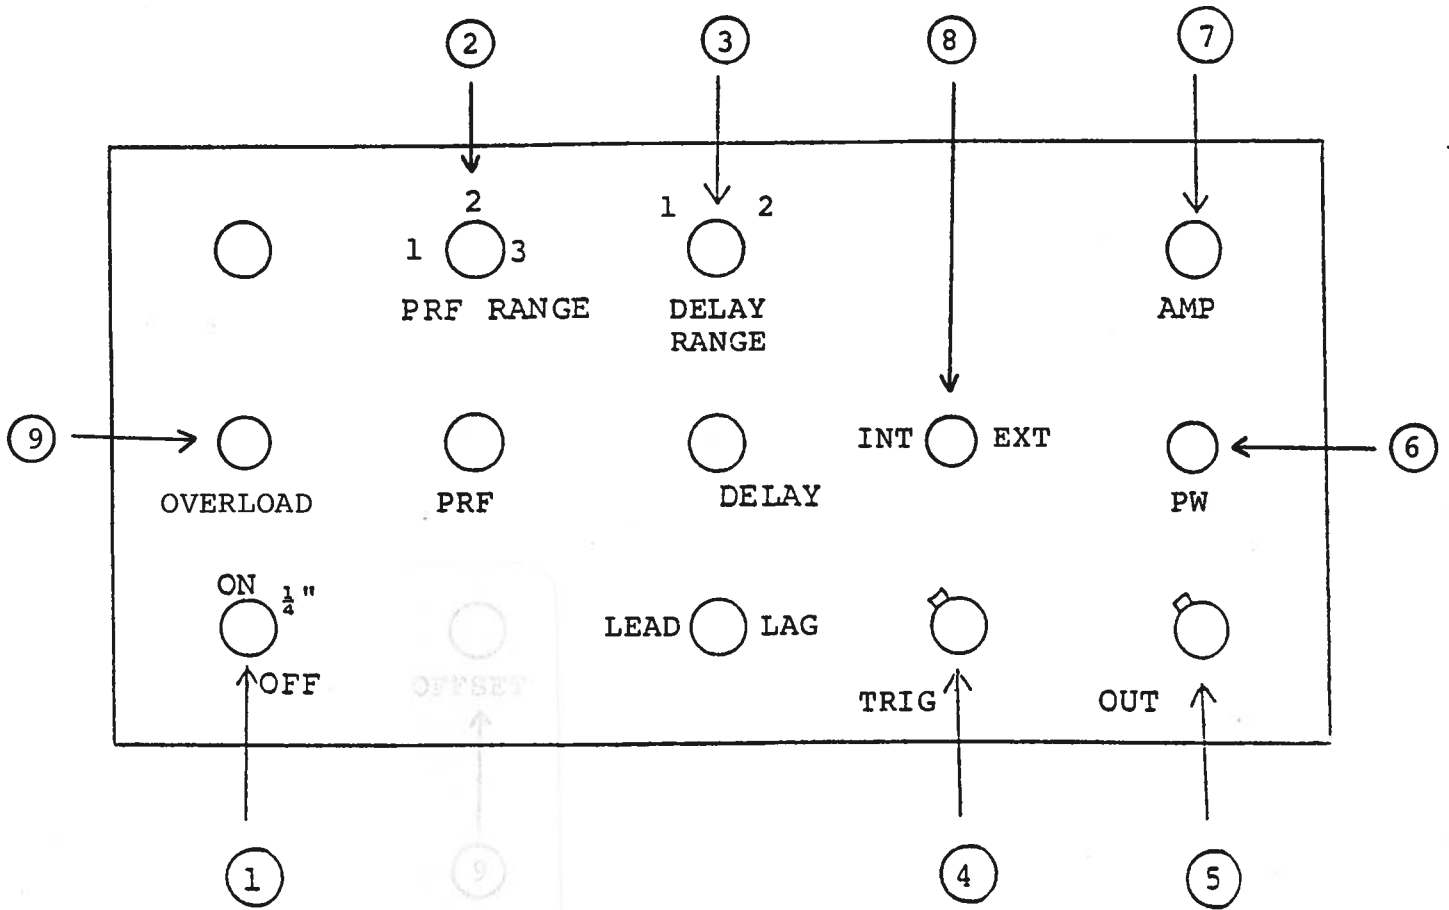 2 3 8 7
2
1 3
1 2
PRF RANGE
DELAY
RANGE
AMP
9
INT EXT
6
OVERLOAD
PRF
DELAY
PW
ON
1/4"
OFF
OFFSET
LEAD LAG
TRIG
OUT
1
9
4
5